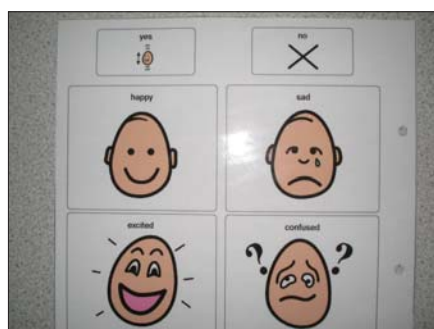 yes no
happy sad
excited confused
? ?